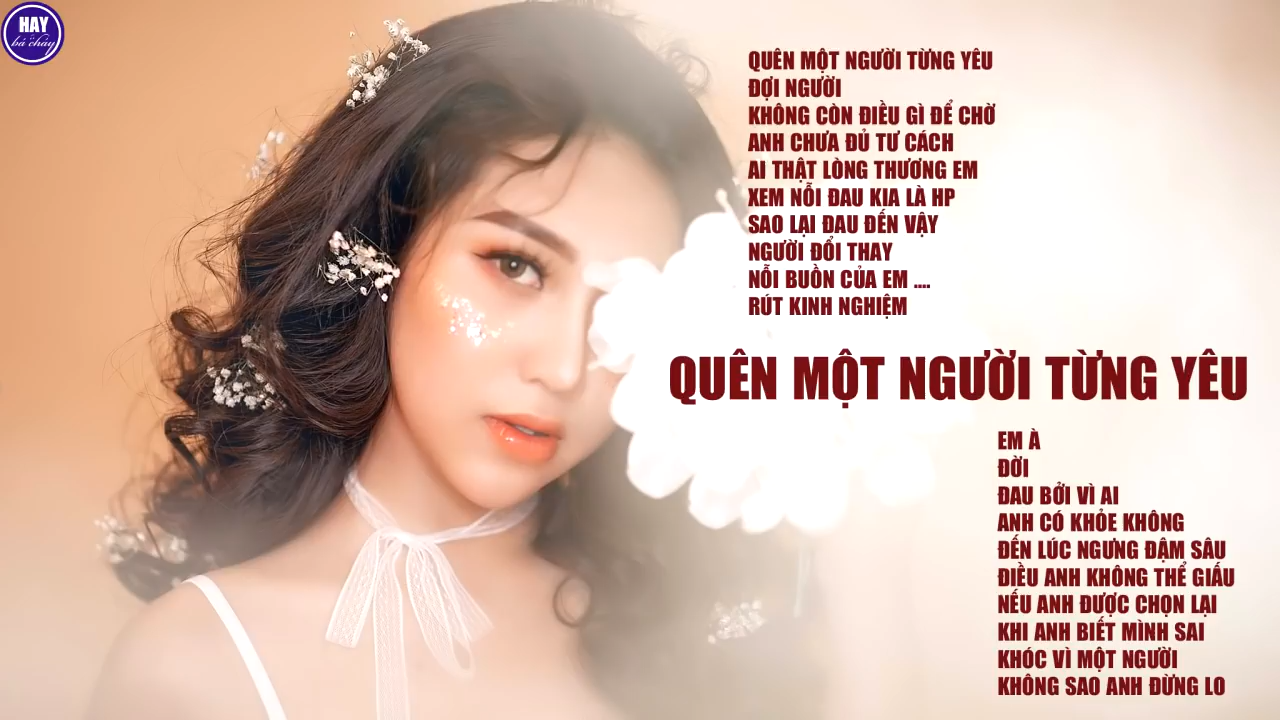 HAY
bá cháy
QUÊN MỘT NGƯỜI TỪNG YÊU
ĐỢI NGƯỜI
KHÔNG CÒN ĐIỀU GÌ ĐỂ CHỜ
ANH CHƯA ĐỦ TƯ CÁCH
AI THẬT LÒNG THƯƠNG EM
XEM NỖI ĐAU KIA LÀ HP
SAO LẠI ĐAU ĐẾN VẬY
NGƯỜI ĐỔI THAY
NỖI BUỒN CỦA EM ....
RÚT KINH NGHIỆM
QUÊN MỘT NGƯỜI TỪNG YÊU
EM À
ĐỜI
ĐAU BỞI VÌ AI
ANH CÓ KHỎE KHÔNG
ĐẾN LÚC NGƯNG ĐẬM SÂU
ĐIỀU ANH KHÔNG THỂ GIẤU
NẾU ANH ĐƯỢC CHỌN LẠI
KHI ANH BIẾT MÌNH SAI
KHÓC VÌ MỘT NGƯỜI
KHÔNG SAO ANH ĐỪNG LO